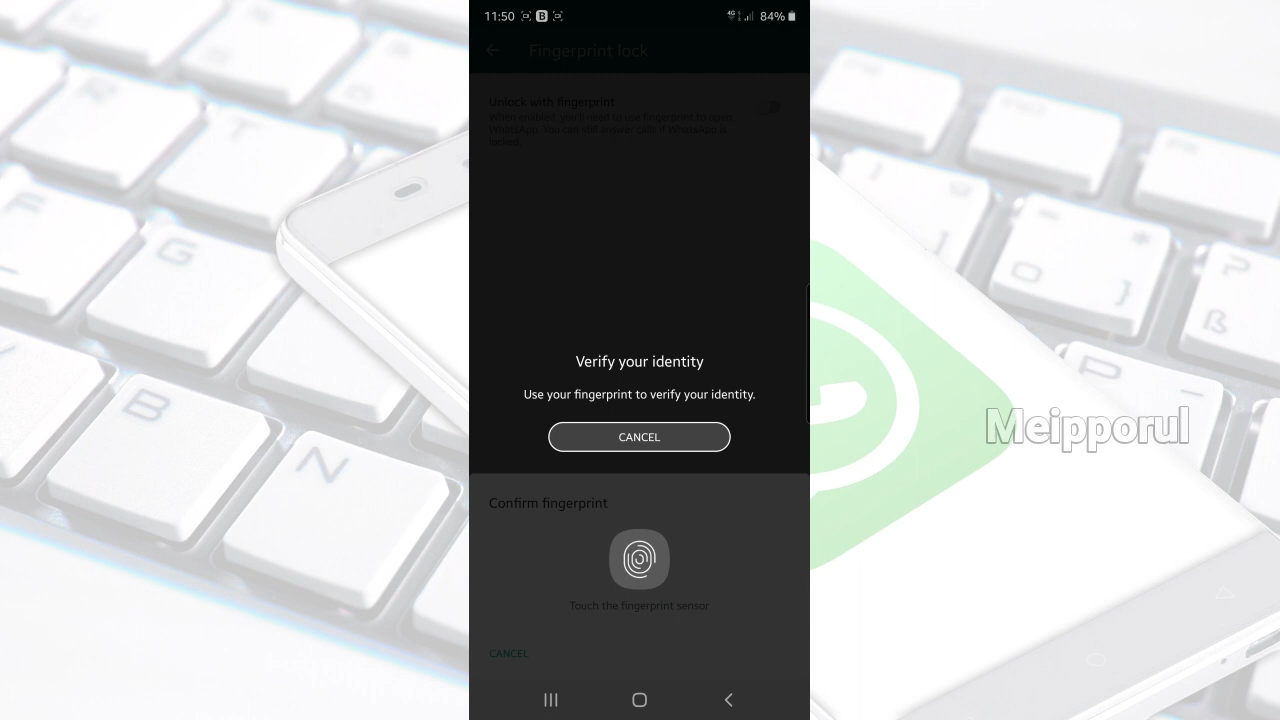 11:50
4G
84%
Fingerprint lock
Unlock with fingerprint
When enabled, you'll need to use fingerprint to open
WhatsApp. You can still answer calls if WhatsApp is
locked.
Verify your identity
Use your fingerprint to verify your identity.
CANCEL
Confirm fingerprint
Touch the fingerprint sensor
CANCEL
Meipporul
F
G
B
N